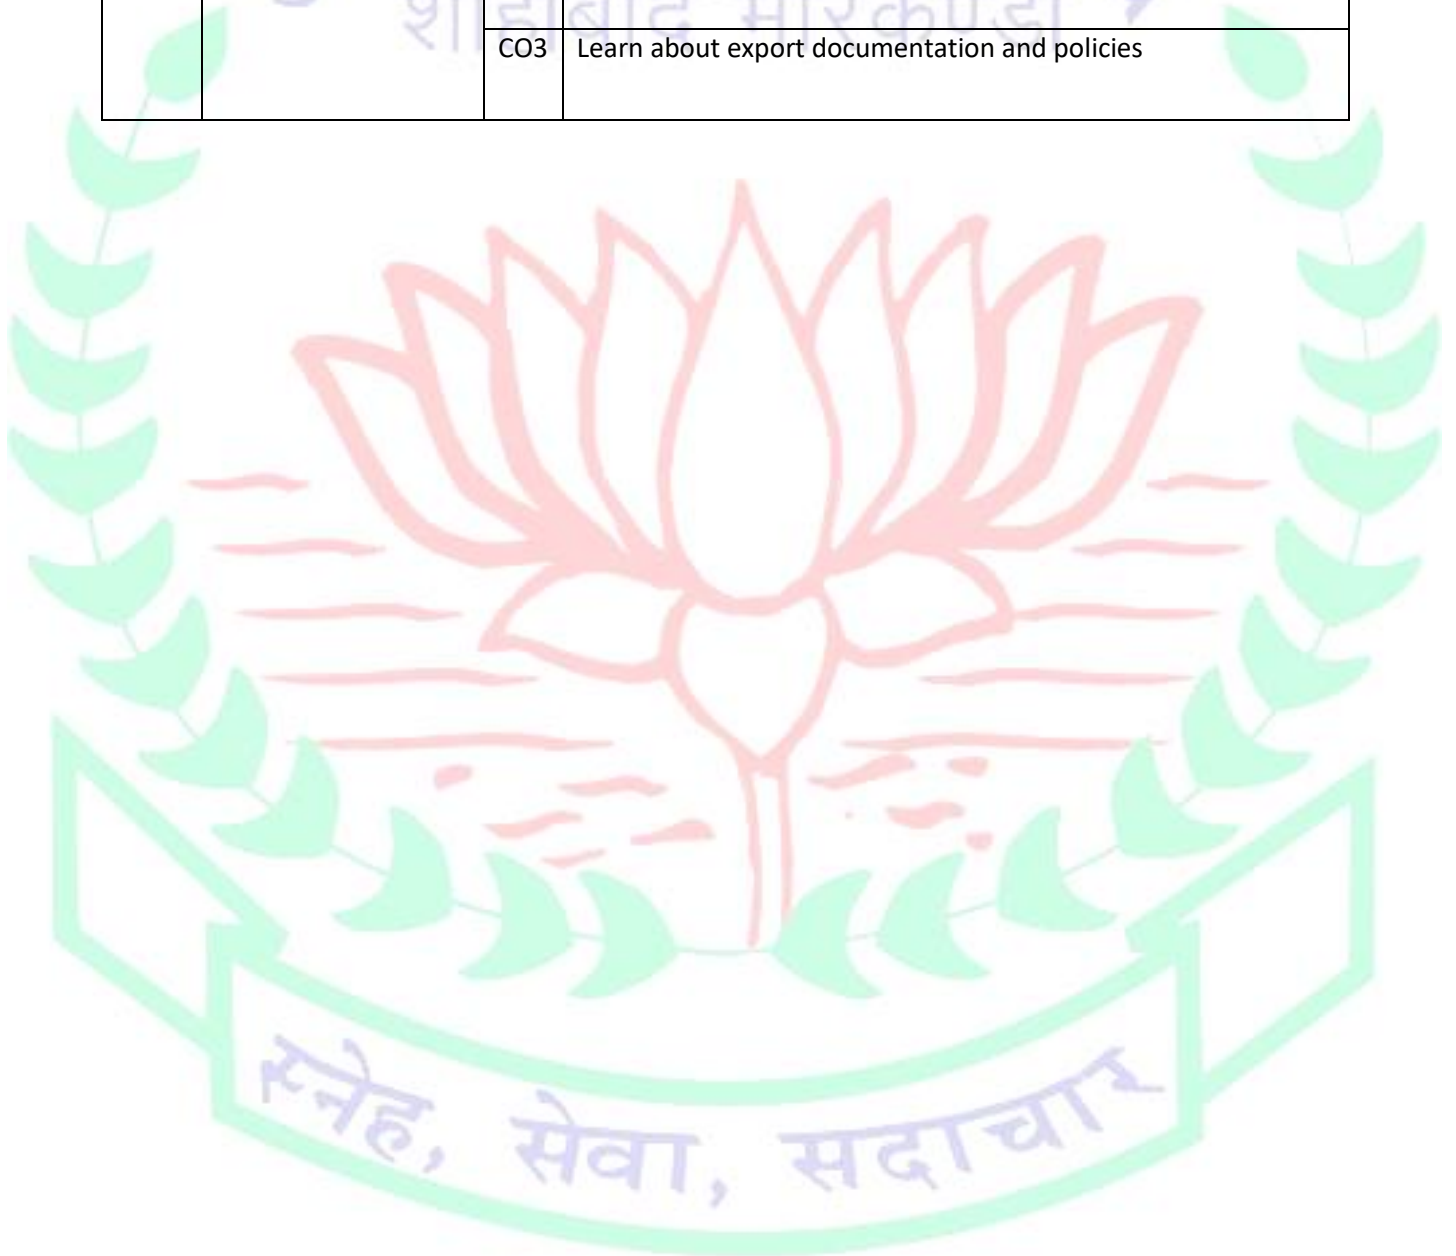 शाहाबाद मारकण्डा
CO3 Learn about export documentation and policies
स्नेह, सेवा, सदाचार